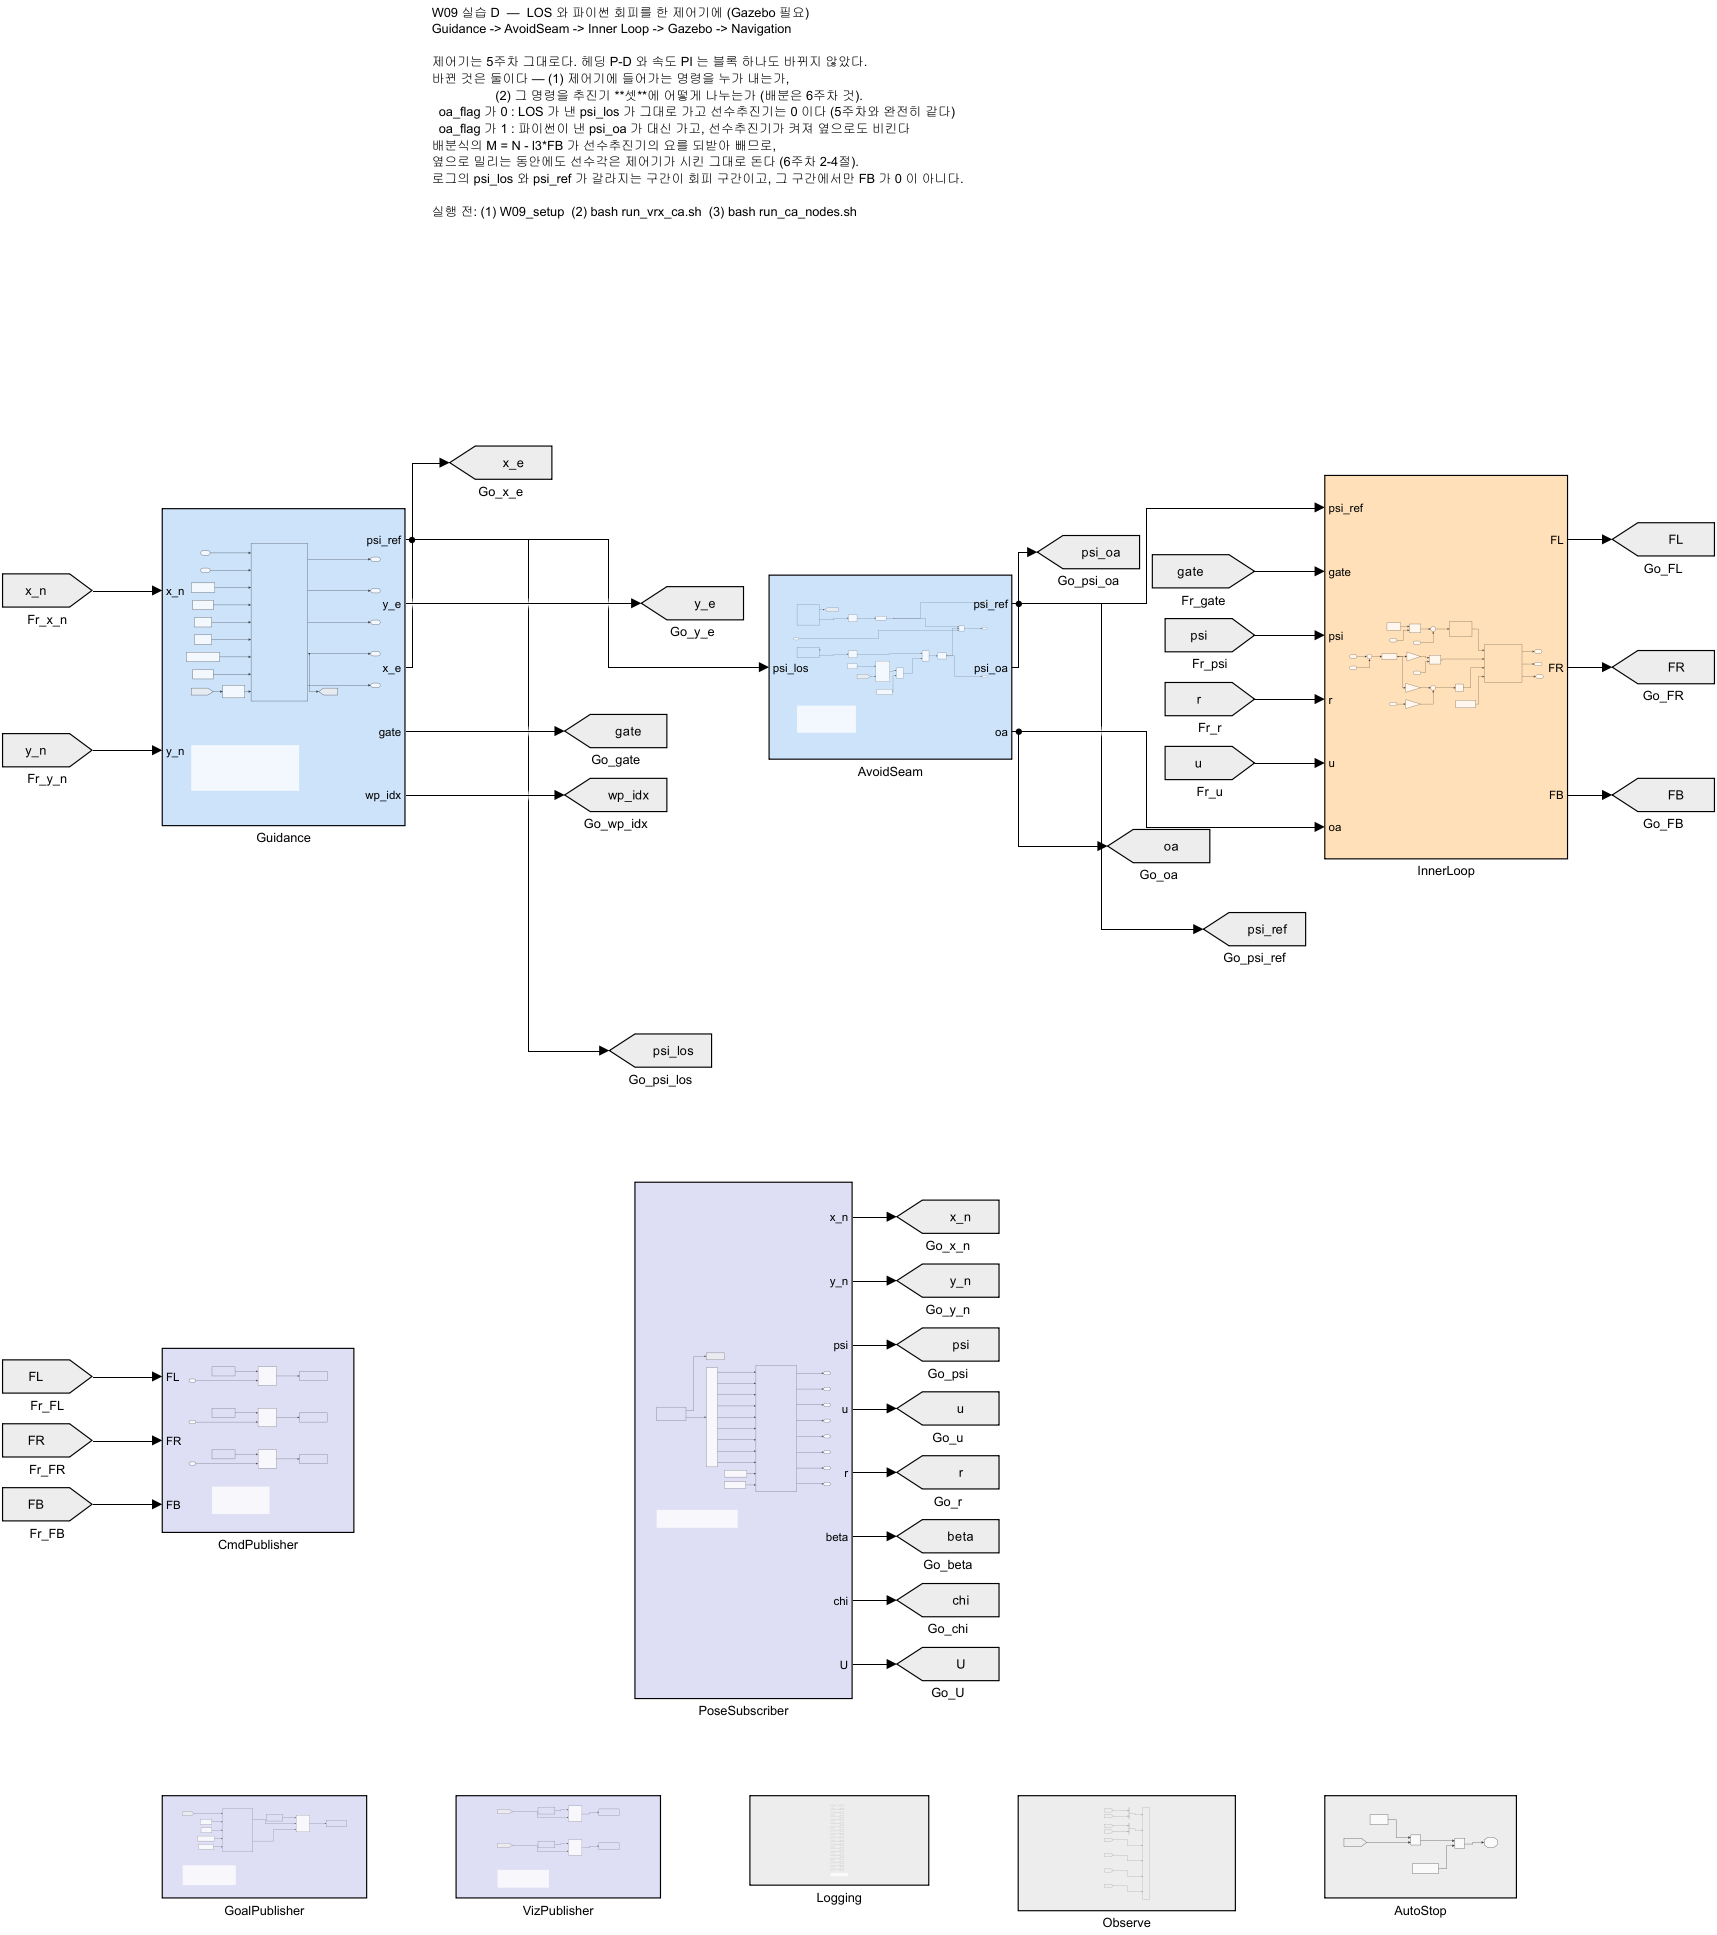 W09 실습 D  —  LOS 와 파이썬 회피를 한 제어기에 (Gazebo 필요)
Guidance -> AvoidSeam -> Inner Loop -> Gazebo -> Navigation
제어기는 5주차 그대로다. 헤딩 P-D 와 속도 PI 는 블록 하나도 바뀌지 않았다.
바뀐 것은 둘이다 — (1) 제어기에 들어가는 명령을 누가 내는가,
(2) 그 명령을 추진기 **셋**에 어떻게 나누는가 (배분은 6주차 것).
oa_flag 가 0 : LOS 가 낸 psi_los 가 그대로 가고 선수추진기는 0 이다 (5주차와 완전히 같다)
oa_flag 가 1 : 파이썬이 낸 psi_oa 가 대신 가고, 선수추진기가 켜져 옆으로도 비킨다
배분식의 M = N - l3*FB 가 선수추진기의 요를 되받아 빼므로,
옆으로 밀리는 동안에도 선수각은 제어기가 시킨 그대로 돈다 (6주차 2-4절).
로그의 psi_los 와 psi_ref 가 갈라지는 구간이 회피 구간이고, 그 구간에서만 FB 가 0 이 아니다.
실행 전: (1) W09_setup  (2) bash run_vrx_ca.sh  (3) bash run_ca_nodes.sh
x_e
Go_x_e
x_n
Fr_x_n
y_n
Fr_y_n
x_n
y_n
psi_ref
y_e
x_e
gate
wp_idx
Guidance
y_e
Go_y_e
gate
Go_gate
wp_idx
Go_wp_idx
psi_los
Go_psi_los
psi_los
psi_ref
psi_oa
oa
AvoidSeam
psi_oa
Go_psi_oa
gate
Fr_gate
psi
Fr_psi
r
Fr_r
u
Fr_u
oa
Go_oa
psi_ref
Go_psi_ref
psi_ref
gate
psi
r
u
oa
FL
FR
FB
InnerLoop
FL
Go_FL
FR
Go_FR
FB
Go_FB
FL
Fr_FL
FR
Fr_FR
FB
Fr_FB
FL
FR
FB
CmdPublisher
x_n
y_n
psi
u
r
beta
chi
U
PoseSubscriber
x_n
Go_x_n
y_n
Go_y_n
psi
Go_psi
u
Go_u
r
Go_r
beta
Go_beta
chi
Go_chi
U
Go_U
GoalPublisher
VizPublisher
Logging
Observe
AutoStop